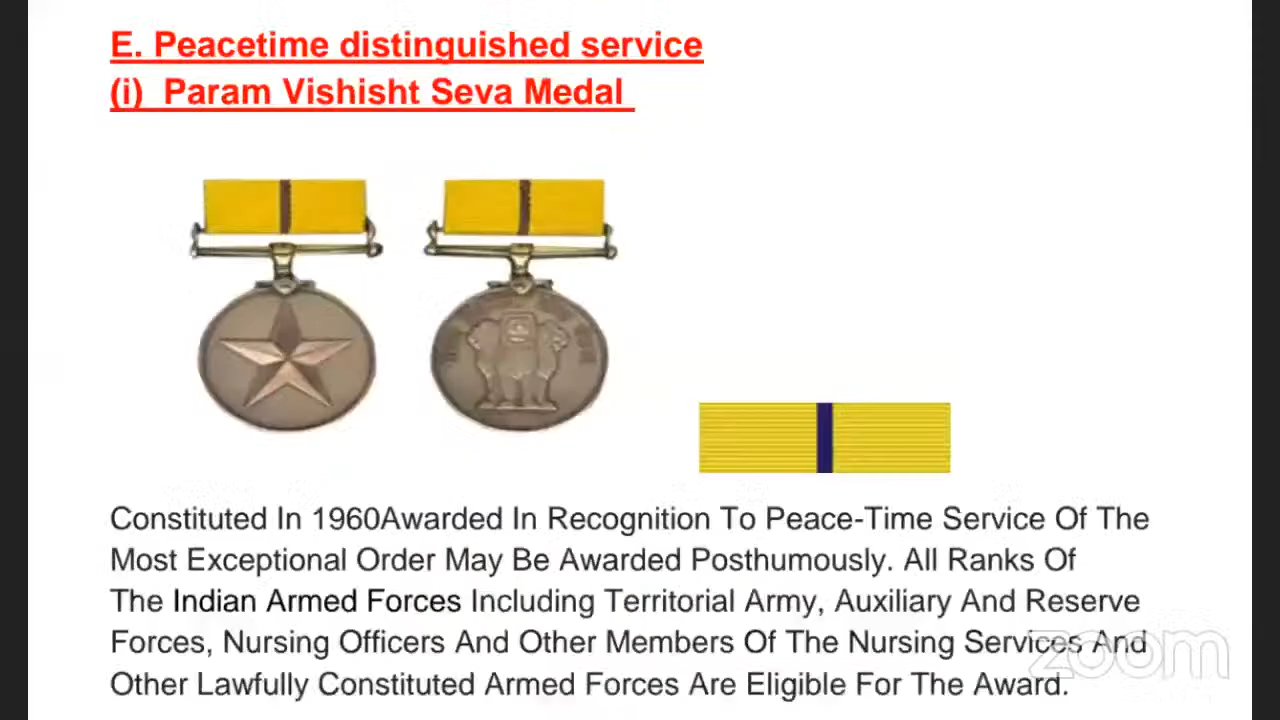 E. Peacetime distinguished service
(i) Param Vishisht Seva Medal
Constituted In 1960Awarded In Recognition To Peace-Time Service Of The
Most Exceptional Order May Be Awarded Posthumously. All Ranks Of
The Indian Armed Forces Including Territorial Army, Auxiliary And Reserve
Forces, Nursing Officers And Other Members Of The Nursing Services And
Other Lawfully Constituted Armed Forces Are Eligible For The Award.
zoom